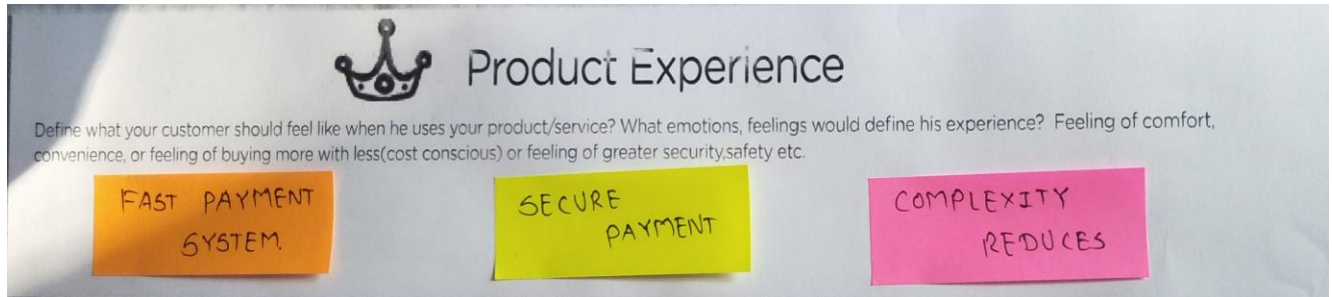 Product Experience
Define what your customer should feel like when he uses your product/service? What emotions, feelings would define his experience? Feeling of comfort,
convenience, or feeling of buying more with less(cost conscious) or feeling of greater security,safety etc.
FAST PAYMENT
SYSTEM.
SECURE
PAYMENT
COMPLEXITY
REDUCES